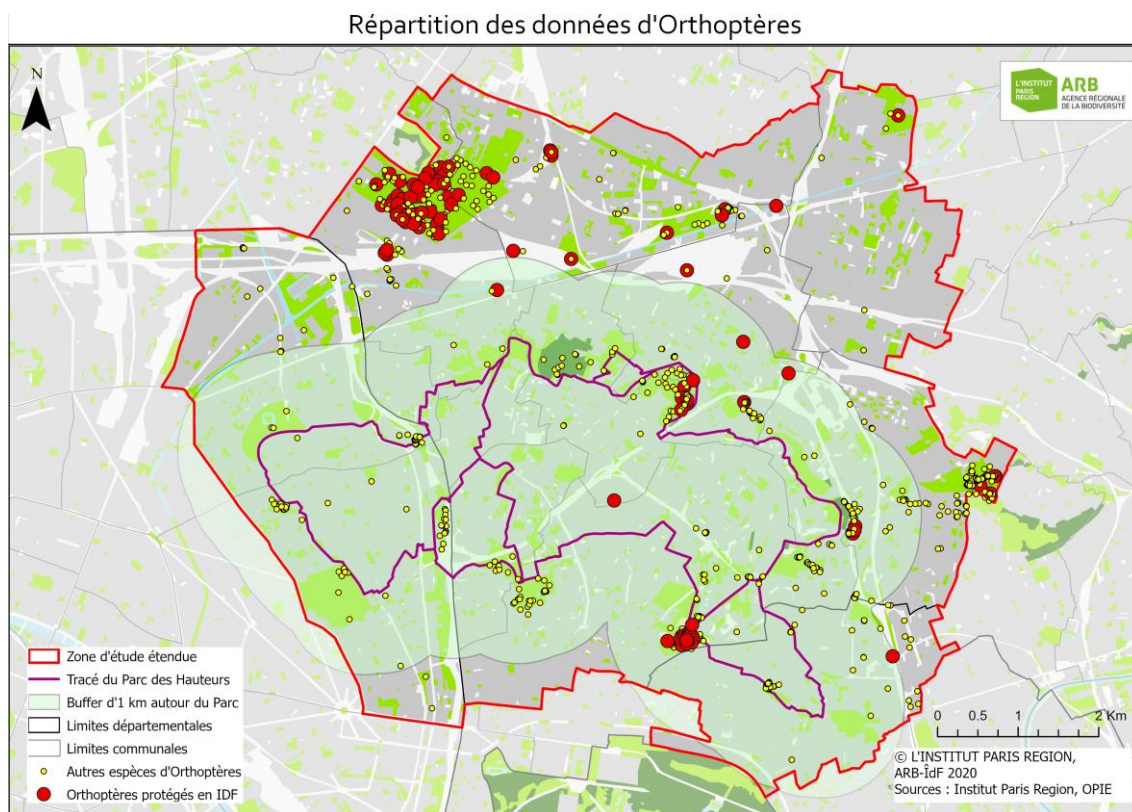 Répartition des données d'Orthoptères
N
L'INSTITUT
PARIS
REGION
ARB
AGENCE RÉGIONALE
DE LA BIODIVERSITÉ
Zone d'étude étendue
Tracé du Parc des Hauteurs
Buffer d'1 km autour du Parc
Limites départementales
Limites communales
Autres espèces d'Orthoptères
Orthoptères protégés en IDF
0 0.5 1 2 Km
© L'INSTITUT PARIS REGION,
ARB-ÎdF 2020
Sources : Institut Paris Region, OPIE